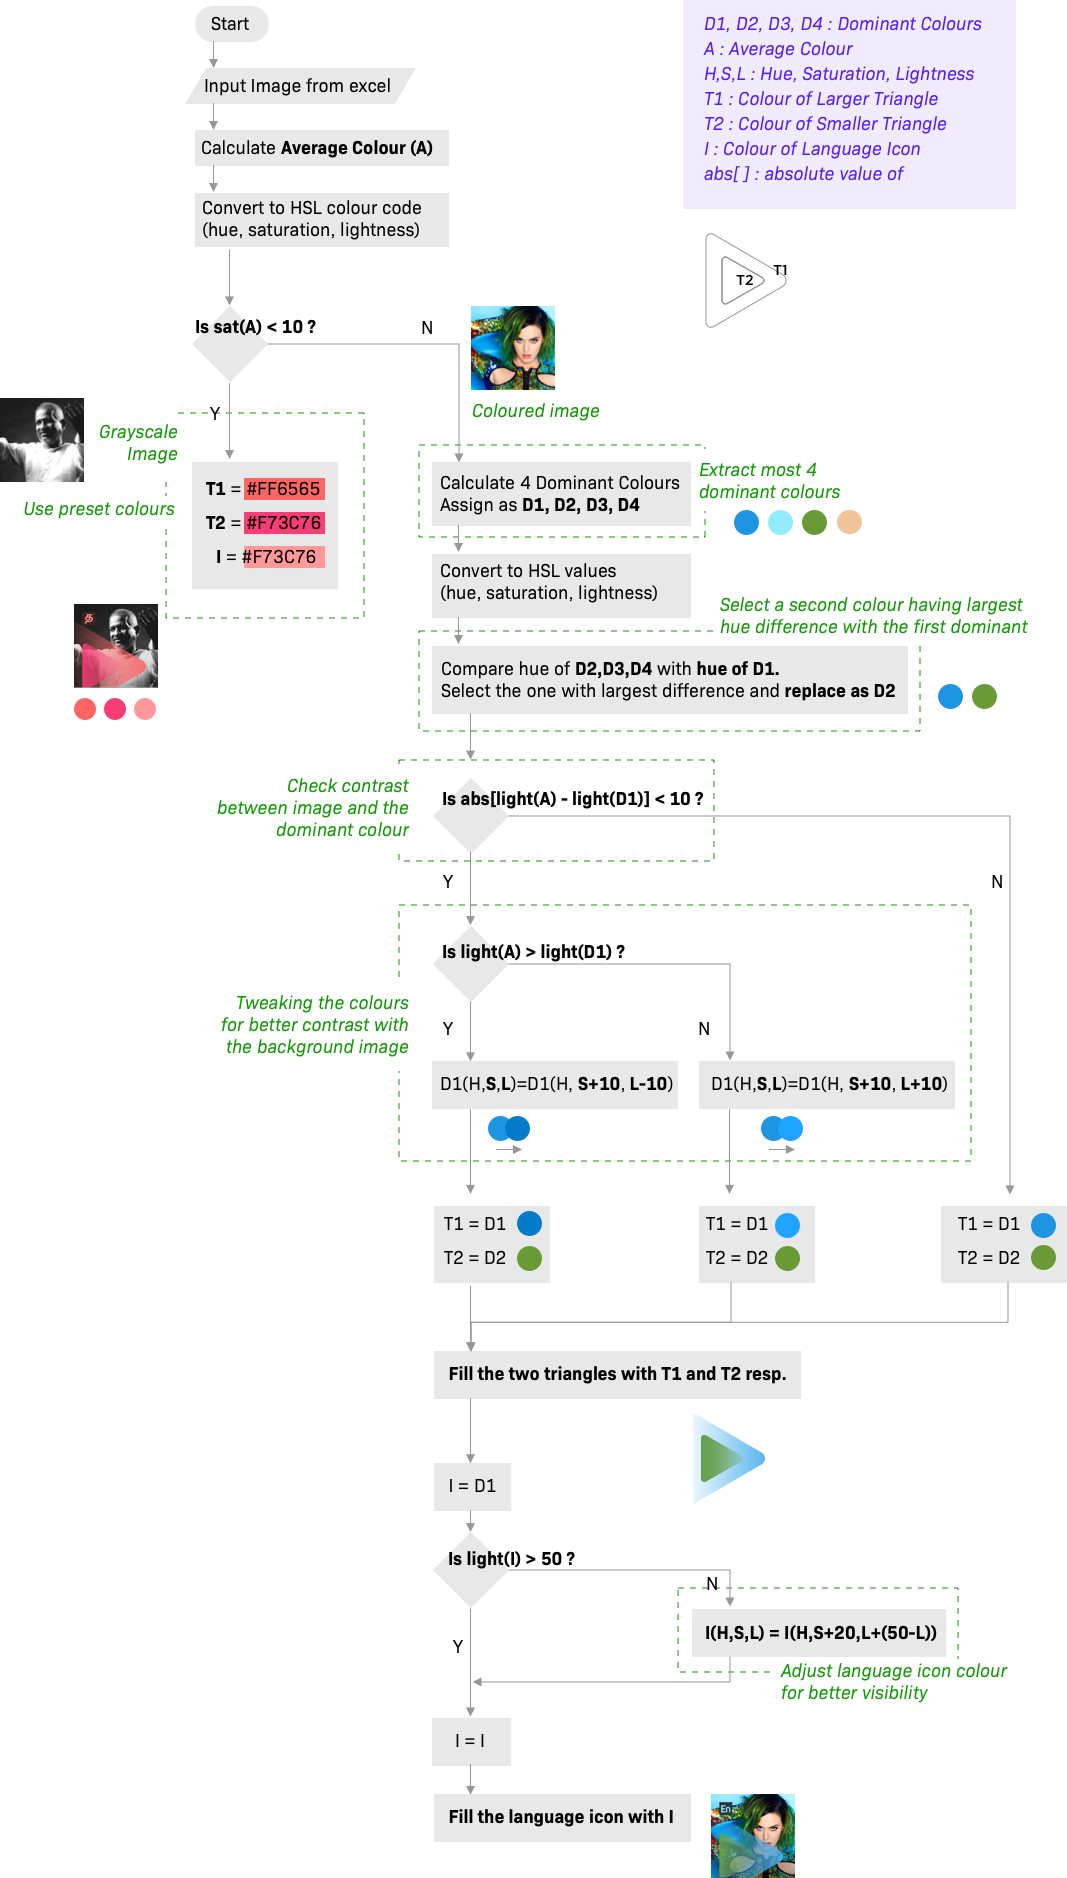 Start
Input Image from excel
Calculate Average Colour (A)
Convert to HSL colour code
(hue, saturation, lightness)
D1, D2, D3, D4 : Dominant Colours
A : Average Colour
H,S,L : Hue, Saturation, Lightness
T1 : Colour of Larger Triangle
T2 : Colour of Smaller Triangle
I : Colour of Language Icon
abs[ ] : absolute value of
T1
T2
Is sat(A) < 10 ?
N
Y
Coloured image
Grayscale
Image
Use preset colours
T1 = #FF6565
T2 = #F73C76
I = #F73C76
த
Calculate 4 Dominant Colours
Assign as D1, D2, D3, D4
Extract most 4
dominant colours
Convert to HSL values
(hue, saturation, lightness)
Select a second colour having largest
hue difference with the first dominant
Compare hue of D2,D3,D4 with hue of D1.
Select the one with largest difference and replace as D2
Check contrast
between image and the
dominant colour
Is abs[light(A) - light(D1)] < 10 ?
Y
N
Is light(A) > light(D1) ?
Tweaking the colours
for better contrast with
the background image
Y
N
D1(H,S,L)=D1(H, S+10, L-10)
D1(H,S,L)=D1(H, S+10, L+10)
T1 = D1
T2 = D2
T1 = D1
T2 = D2
T1 = D1
T2 = D2
Fill the two triangles with T1 and T2 resp.
I = D1
Is light(I) > 50 ?
N
Y
I(H,S,L) = I(H,S+20,L+(50-L))
Adjust language icon colour
for better visibility
I = I
Fill the language icon with I
En